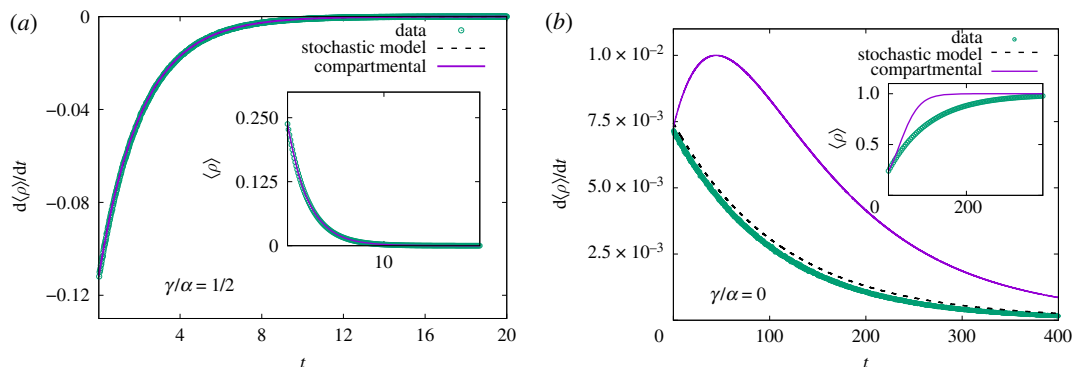 (a)
0
−0.04
−0.08
−0.12
d⟨ρ⟩/dt
data
stochastic model
compartmental
0.250
0.125
0
⟨ρ⟩
10
γ/α = 1/2
4
8
12
16
20
t
(b)
1.0 × 10⁻²
7.5 × 10⁻³
5.0 × 10⁻³
2.5 × 10⁻³
d⟨ρ⟩/dt
data
stochastic model
compartmental
1.0
0.5
0
⟨ρ⟩
200
γ/α = 0
0
100
200
300
400
t